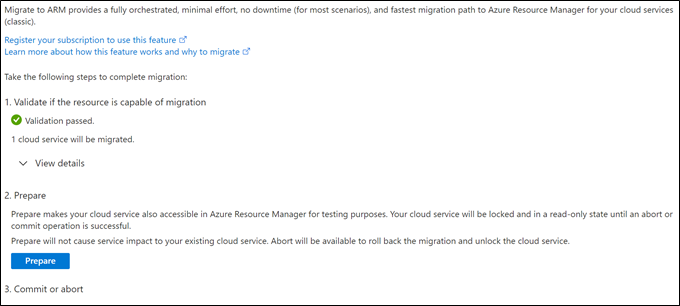 Migrate to ARM provides a fully orchestrated, minimal effort, no downtime (for most scenarios), and fastest migration path to Azure Resource Manager for your cloud services
(classic).
Register your subscription to use this feature
Learn more about how this feature works and why to migrate
Take the following steps to complete migration:
1. Validate if the resource is capable of migration
Validation passed.
1 cloud service will be migrated.
View details
2. Prepare
Prepare makes your cloud service also accessible in Azure Resource Manager for testing purposes. Your cloud service will be locked and in a read-only state until an abort or
commit operation is successful.
Prepare will not cause service impact to your existing cloud service. Abort will be available to roll back the migration and unlock the cloud service.
Prepare
3. Commit or abort